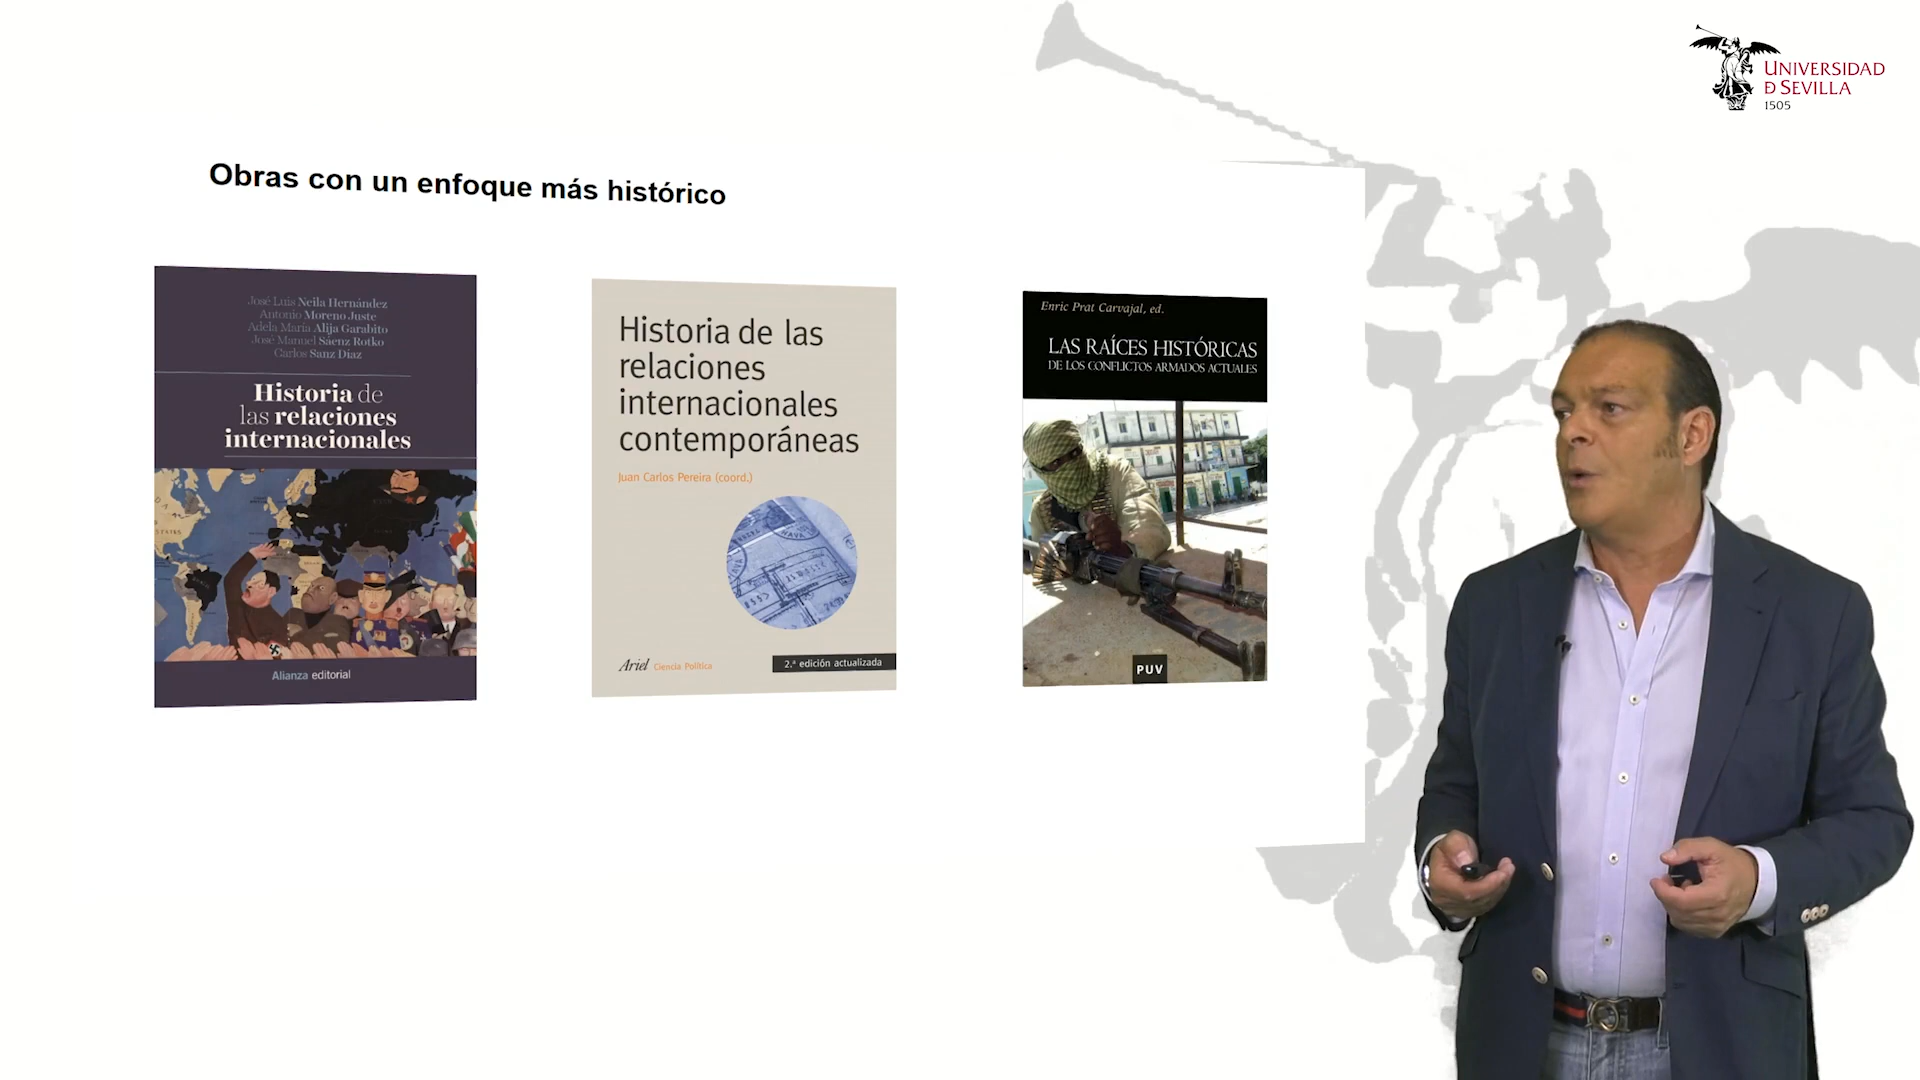 UNIVERSIDAD
Đ SEVILLA
1505
Obras con un enfoque más histórico
José Luis Neila Hernández
Antonio Moreno Juste
Adela María Alija Garabito
José Manuel Sáenz Rotko
Carlos Sanz Díaz
Historia de
las relaciones
internacionales
Alianza editorial
Historia de las
relaciones
internacionales
contemporáneas
Juan Carlos Pereira (coord.)
Ariel Ciencia Política
2.ª edición actualizada
Enric Prat Carvajal, ed.
LAS RAÍCES HISTÓRICAS
DE LOS CONFLICTOS ARMADOS ACTUALES
PUV